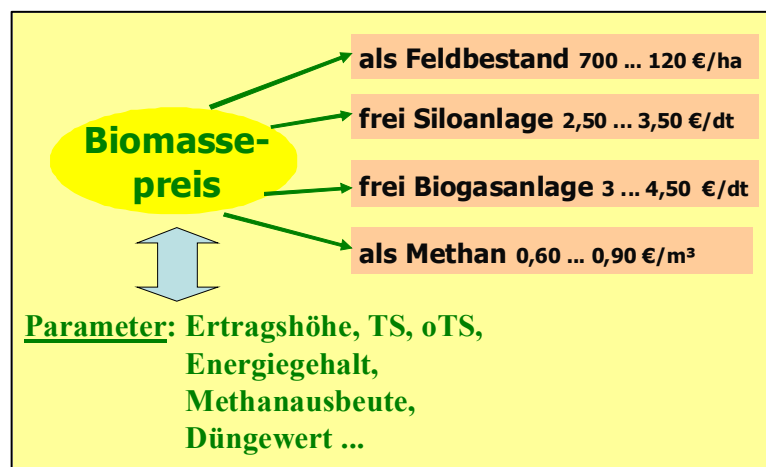 als Feldbestand 700 ... 120 €/ha
frei Siloanlage 2,50 ... 3,50 €/dt
Biomasse-
preis
frei Biogasanlage 3 ... 4,50 €/dt
als Methan 0,60 ... 0,90 €/m³
Parameter: Ertragshöhe, TS, oTS,
Energiegehalt,
Methanausbeute,
Düngewert ...